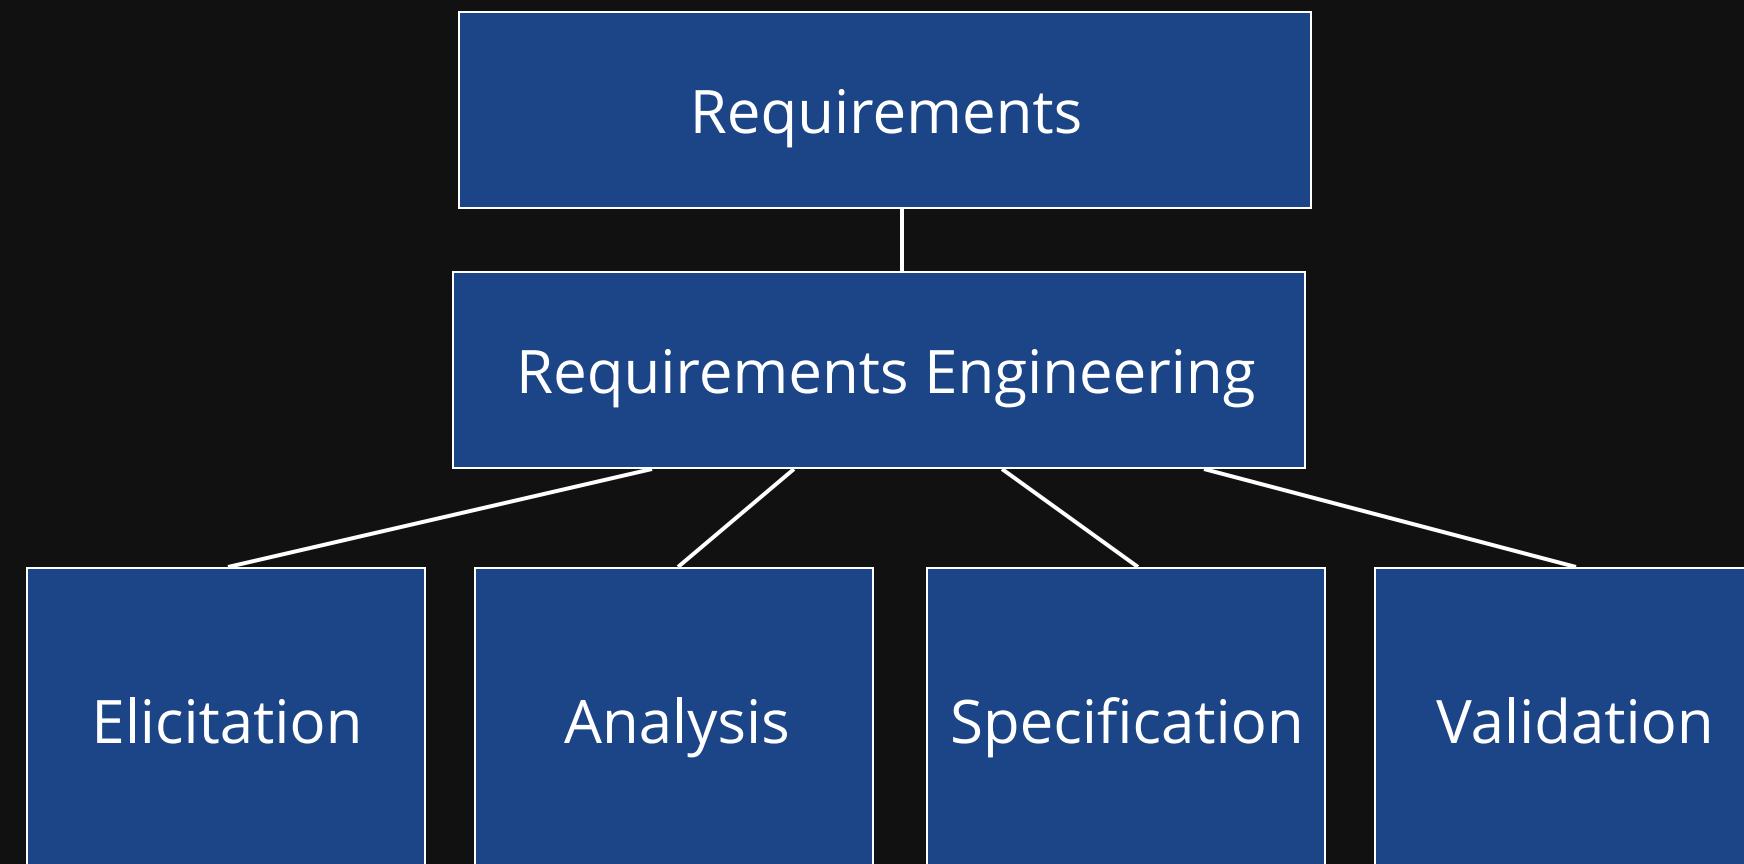 Requirements
Requirements Engineering
Elicitation
Analysis
Specification
Validation